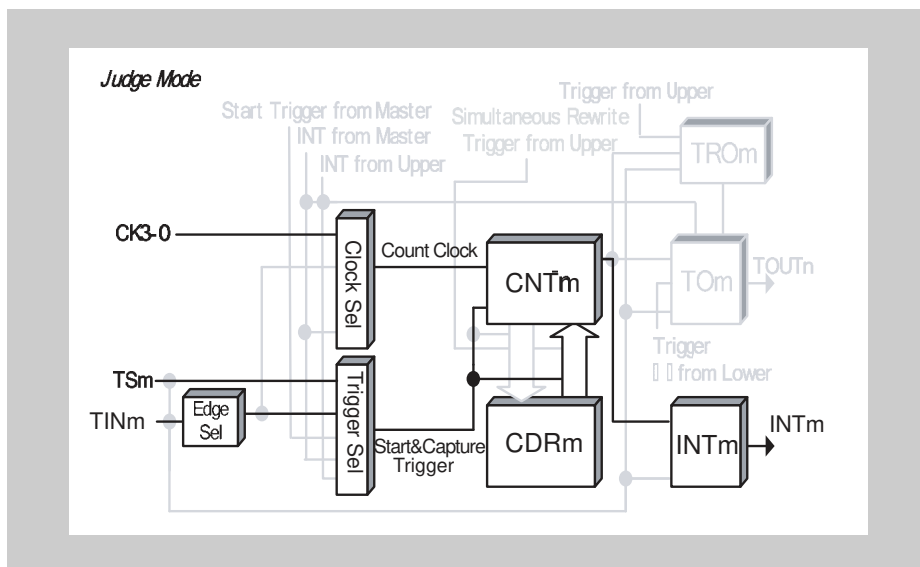 Judge Mode
Trigger from Upper
Start Trigger from Master
Simultaneous Rewrite
INT from Master
Trigger from Upper
INT from Upper
TROm
CK3-0
Clock Sel
Count Clock
CNTm
TOm
TOUTn
Trigger
from Lower
TSm
Trigger Sel
TINm
Edge
Sel
Start&Capture
Trigger
CDRm
INTm
INTm